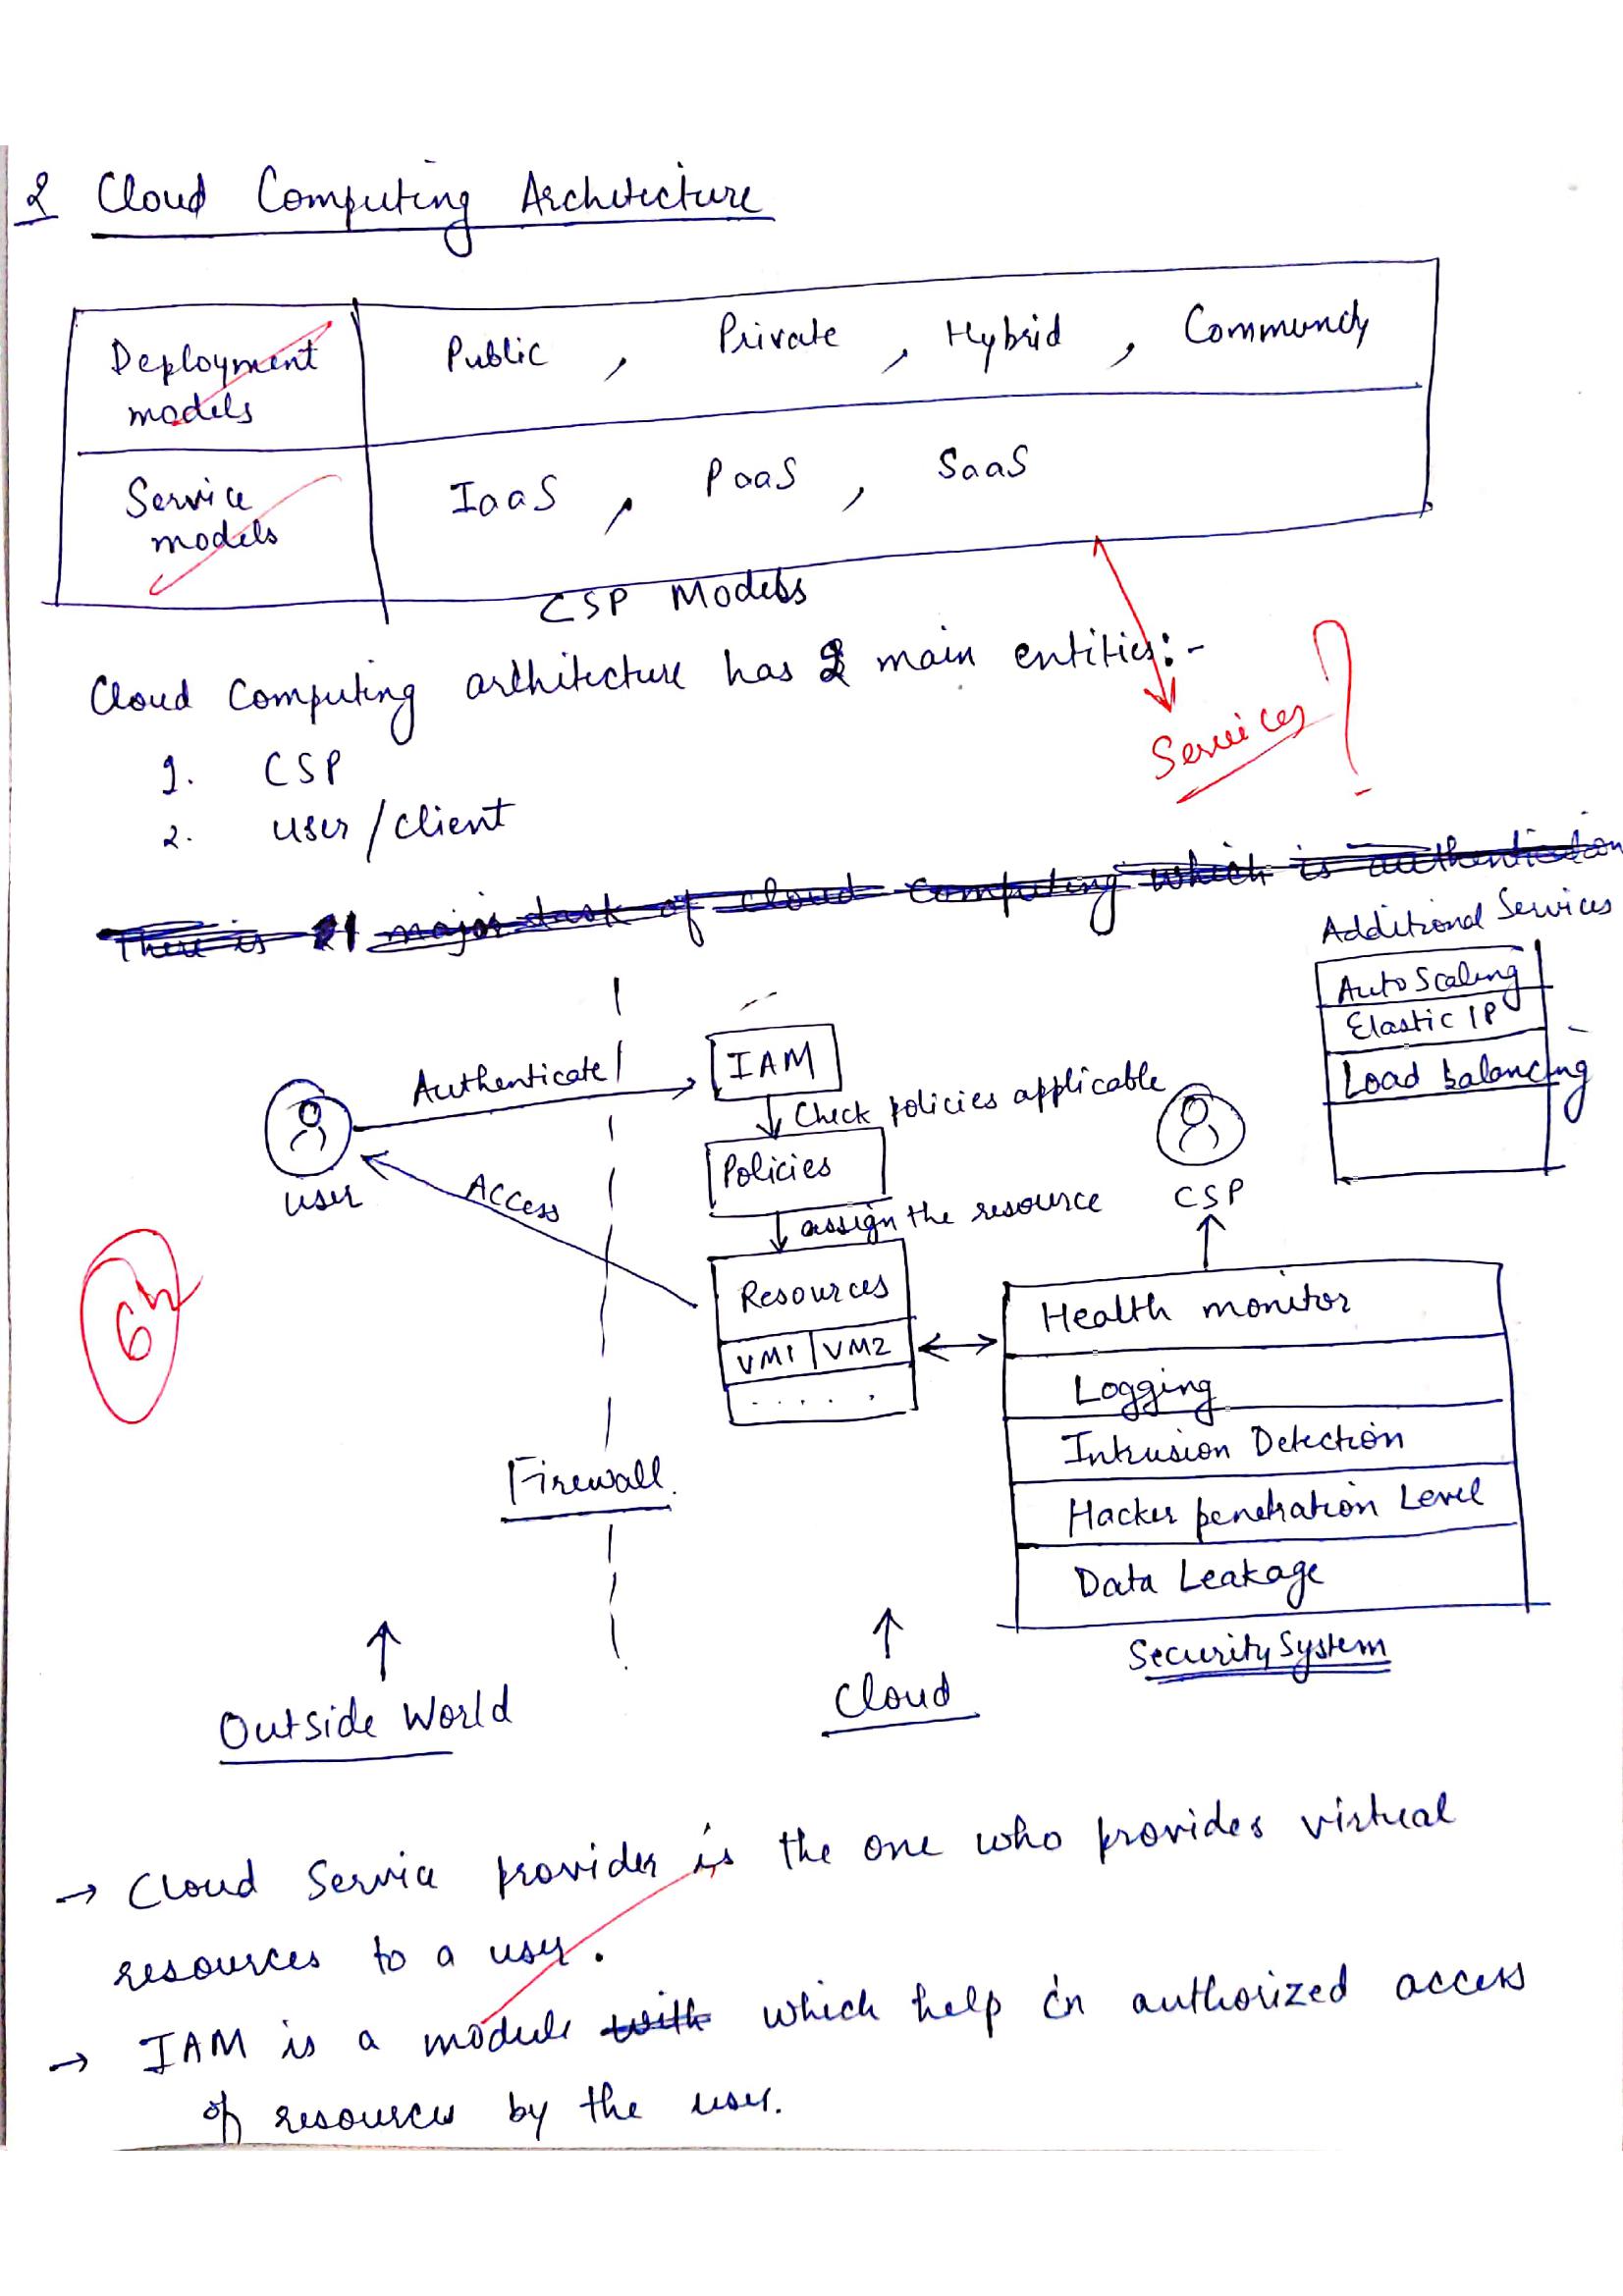 2 Cloud Computing Architecture
Deployment models
Public , Private , Hybrid , Community
Service models
IaaS , PaaS , SaaS
CSP Models
Cloud Computing architecture has 2 main entities:-
Services ?
1. CSP
2. user/client
There is 1 major task of cloud computing which is authentication
Additional Services
Auto Scaling
Elastic IP
Load balancing
Authenticate
IAM
Check policies applicable
user
Access
Policies
CSP
assign the resource
Resources
VM1 VM2
. . . . .
Health monitor
Logging
Intrusion Detection
Hacker penetration Level
Data Leakage
Security System
6
Firewall.
Outside World
Cloud
→ Cloud Service provider is the one who provides virtual
resources to a user.
→ IAM is a module with which help in authorized access
of resources by the user.